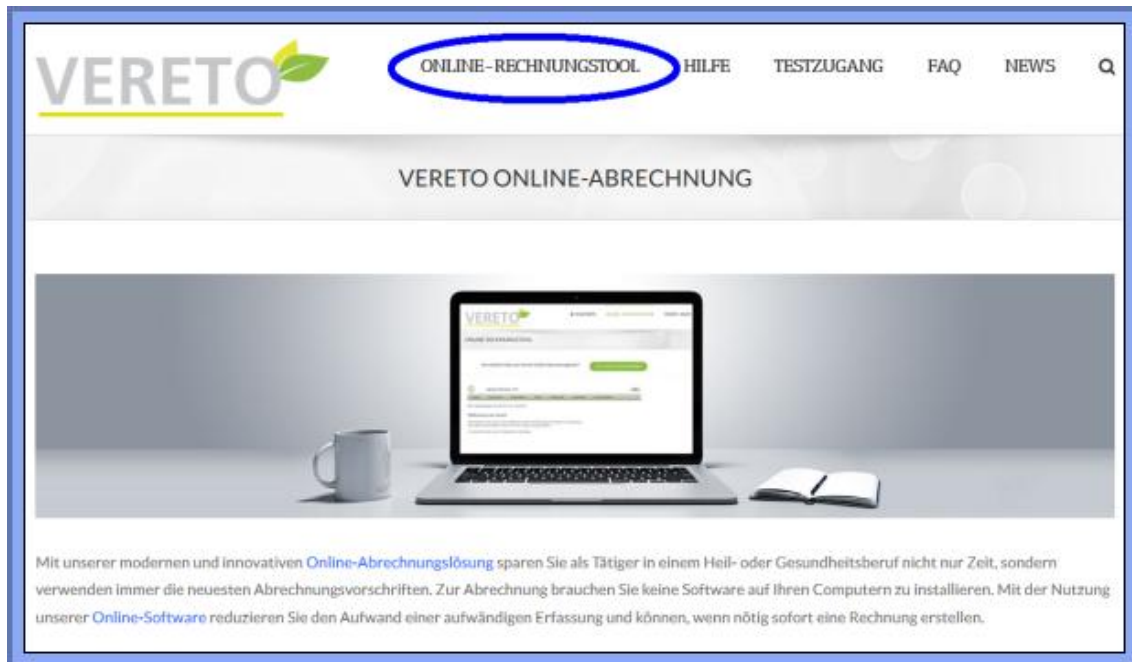 VERETO
ONLINE-RECHNUNGSTOOL HILFE TESTZUGANG FAQ NEWS
VERETO ONLINE-ABRECHNUNG
VERETO
Mit unserer modernen und innovativen Online-Abrechnungslösung sparen Sie als Tätiger in einem Heil- oder Gesundheitsberuf nicht nur Zeit, sondern
verwenden immer die neuesten Abrechnungsvorschriften. Zur Abrechnung brauchen Sie keine Software auf Ihren Computern zu installieren. Mit der Nutzung
unserer Online-Software reduzieren Sie den Aufwand einer aufwändigen Erfassung und können, wenn nötig sofort eine Rechnung erstellen.